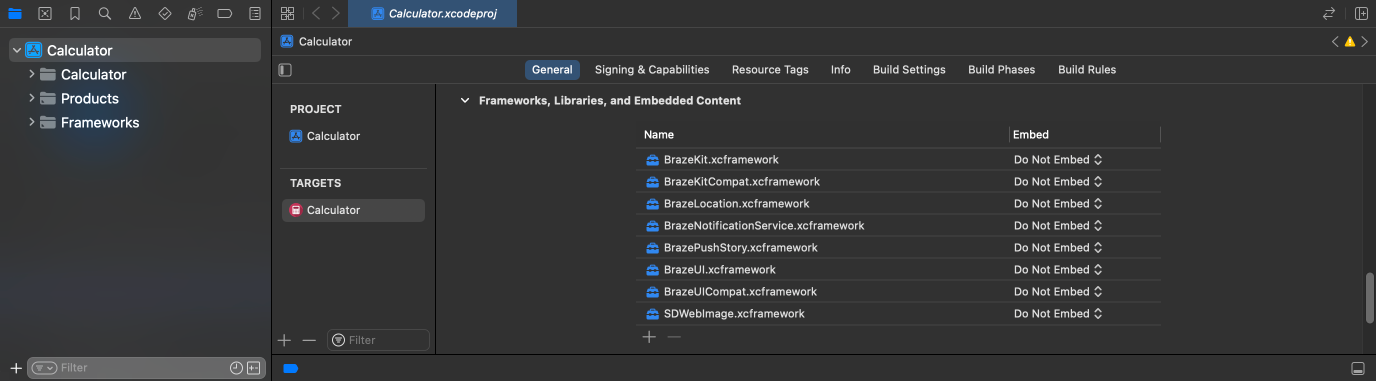 Calculator.xcodeproj
Calculator
Calculator
Calculator
Products
Frameworks
Filter
General Signing & Capabilities Resource Tags Info Build Settings Build Phases Build Rules
PROJECT
Calculator
TARGETS
Calculator
Filter
Frameworks, Libraries, and Embedded Content
Name Embed
BrazeKit.xcframework Do Not Embed
BrazeKitCompat.xcframework Do Not Embed
BrazeLocation.xcframework Do Not Embed
BrazeNotificationService.xcframework Do Not Embed
BrazePushStory.xcframework Do Not Embed
BrazeUI.xcframework Do Not Embed
BrazeUICompat.xcframework Do Not Embed
SDWebImage.xcframework Do Not Embed